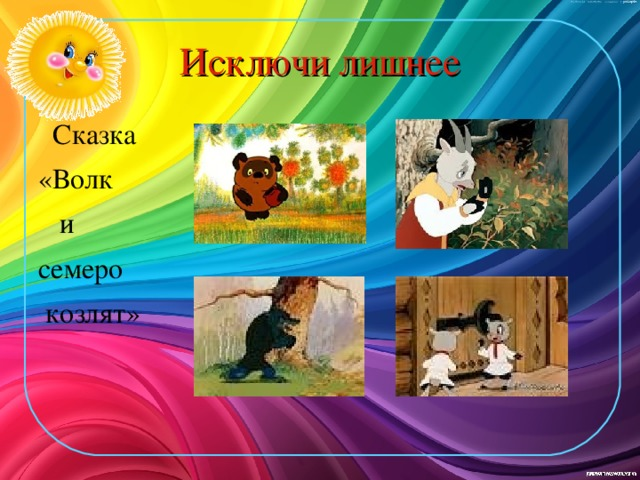 Исключи лишнее
Сказка
«Волк
и
семеро
козлят»